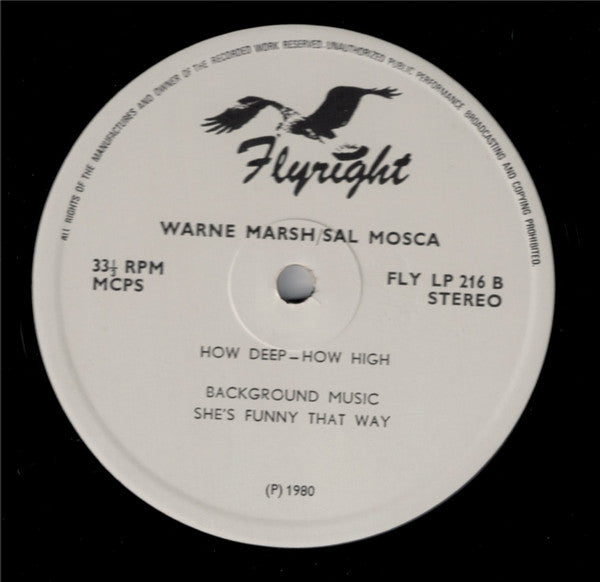 ALL RIGHTS OF THE MANUFACTURERS AND OWNER OF THE RECORDED WORK RESERVED. UNAUTHORIZED PUBLIC PERFORMANCE, BROADCASTING AND COPYING PROHIBITED.
Flyright
WARNE MARSH/SAL MOSCA
33⅓ RPM
MCPS
FLY LP 216 B
STEREO
HOW DEEP–HOW HIGH
BACKGROUND MUSIC
SHE'S FUNNY THAT WAY
(P) 1980